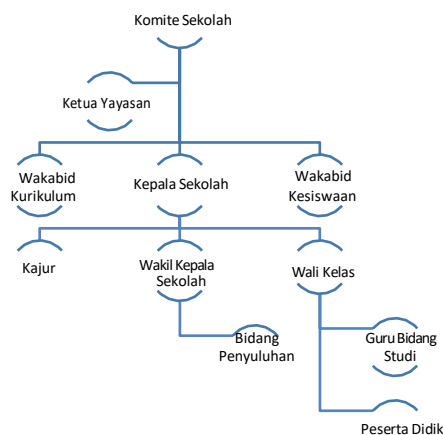 Komite Sekolah
Ketua Yayasan
Wakabid
Kurikulum
Kepala Sekolah
Wakabid
Kesiswaan
Kajur
Wakil Kepala
Sekolah
Wali Kelas
Bidang
Penyuluhan
Guru Bidang
Studi
Peserta Didik